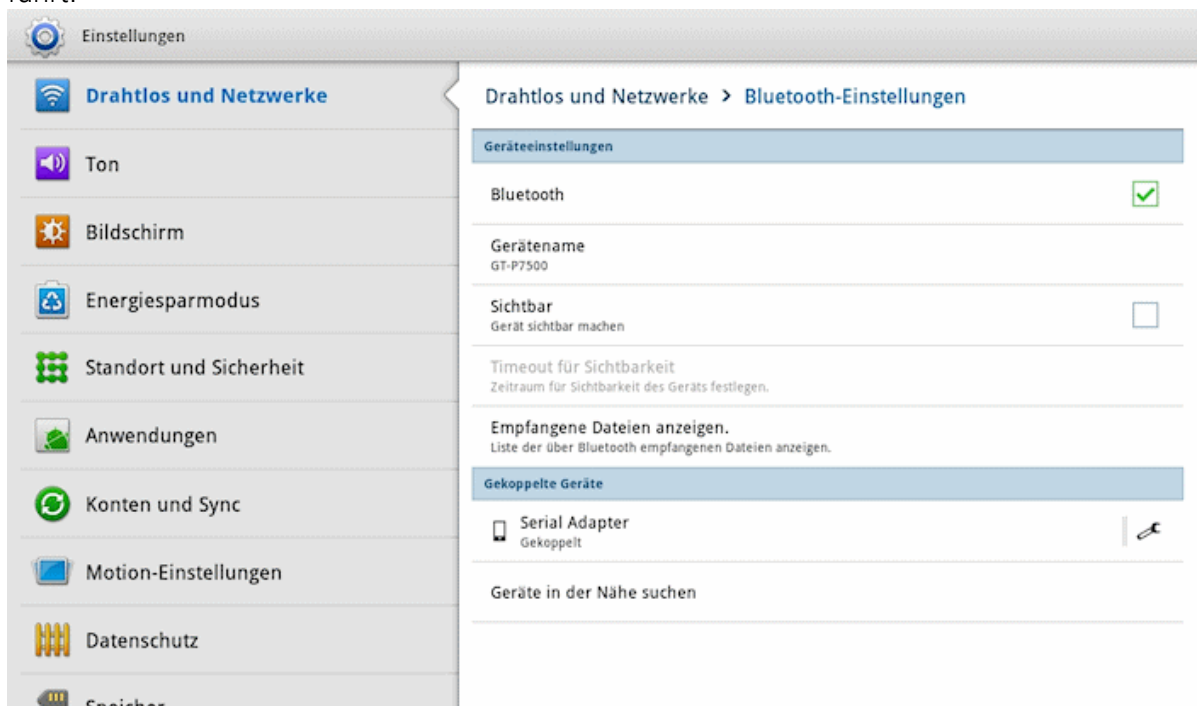 führt.
Einstellungen
Drahtlos und Netzwerke
Ton
Bildschirm
Energiesparmodus
Standort und Sicherheit
Anwendungen
Konten und Sync
Motion-Einstellungen
Datenschutz
Speicher
Drahtlos und Netzwerke > Bluetooth-Einstellungen
Geräteeinstellungen
Bluetooth
Gerätename
GT-P7500
Sichtbar
Gerät sichtbar machen
Timeout für Sichtbarkeit
Zeitraum für Sichtbarkeit des Geräts festlegen.
Empfangene Dateien anzeigen.
Liste der über Bluetooth empfangenen Dateien anzeigen.
Gekoppelte Geräte
Serial Adapter
Gekoppelt
Geräte in der Nähe suchen